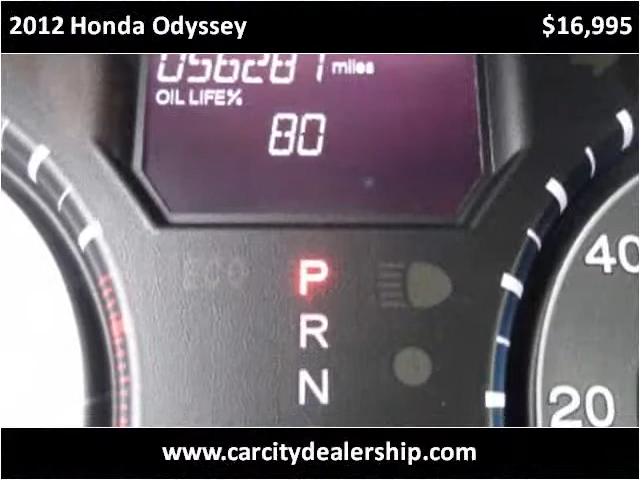 2012 Honda Odyssey $16,995
056281 miles
OIL LIFE%
80
ECO
P
R
N
40
20
www.carcitydealership.com